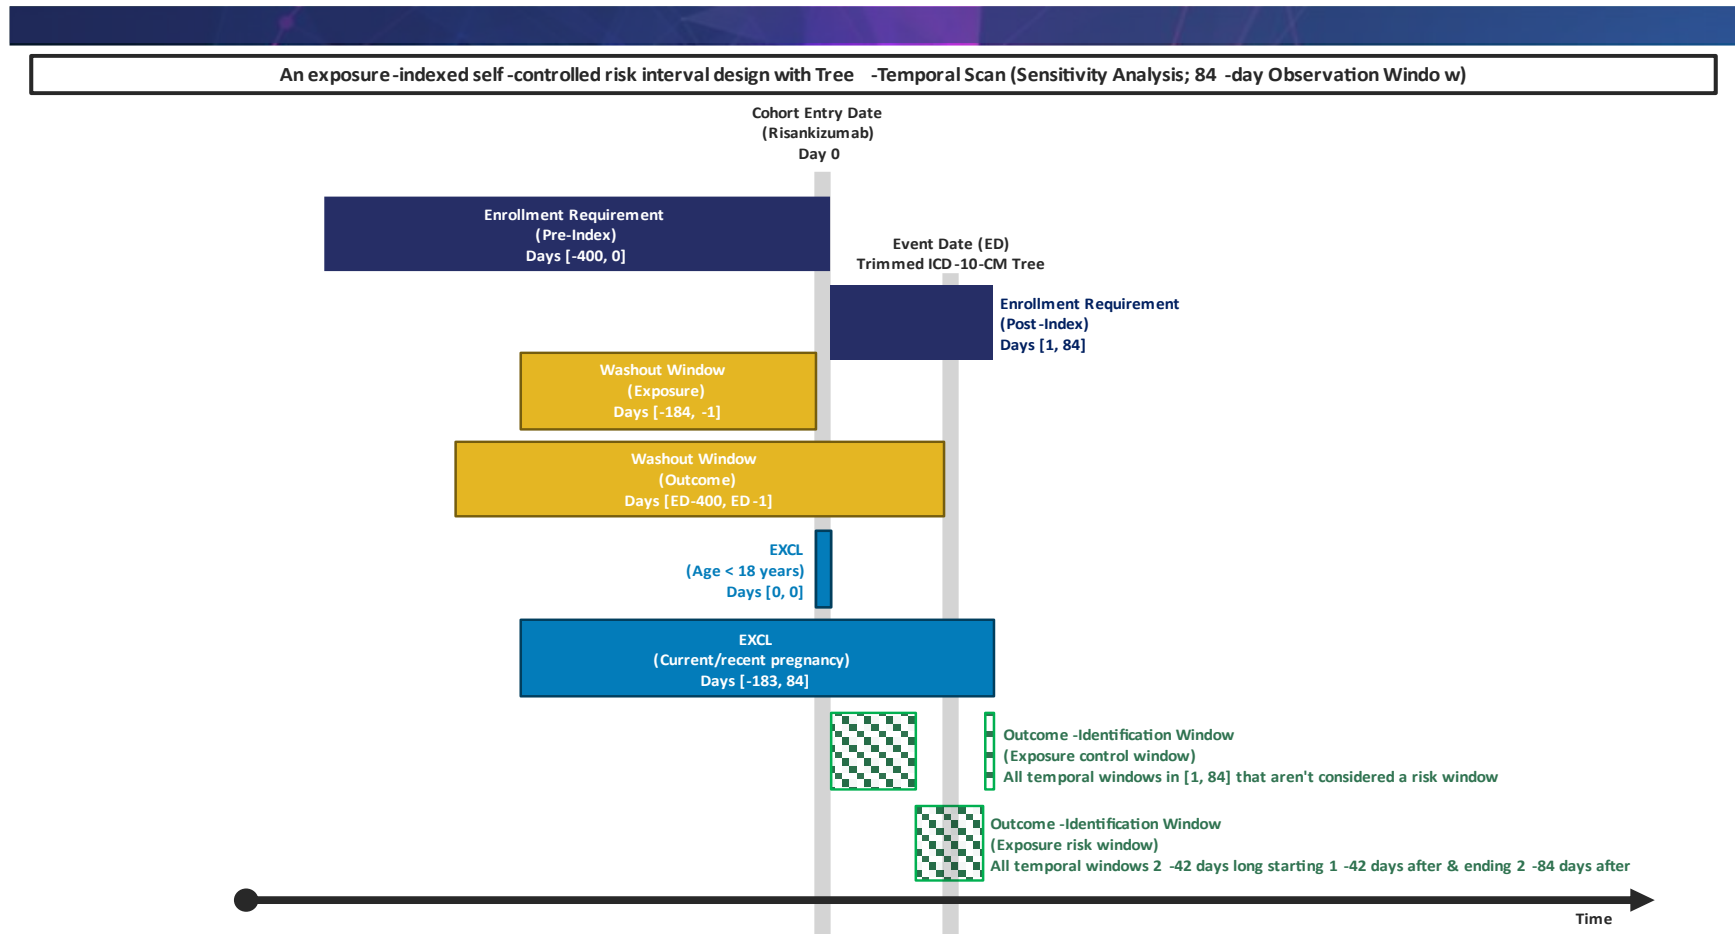 An exposure-indexed self-controlled risk interval design with Tree -Temporal Scan (Sensitivity Analysis; 84 -day Observation Windo w)
Cohort Entry Date
(Risankizumab)
Day 0
Enrollment Requirement
(Pre-Index)
Days [-400, 0]
Event Date (ED)
Trimmed ICD-10-CM Tree
Enrollment Requirement
(Post-Index)
Days [1, 84]
Washout Window
(Exposure)
Days [-184, -1]
Washout Window
(Outcome)
Days [ED-400, ED-1]
EXCL
(Age < 18 years)
Days [0, 0]
EXCL
(Current/recent pregnancy)
Days [-183, 84]
Outcome -Identification Window
(Exposure control window)
All temporal windows in [1, 84] that aren't considered a risk window
Outcome -Identification Window
(Exposure risk window)
All temporal windows 2 -42 days long starting 1 -42 days after & ending 2 -84 days after
Time